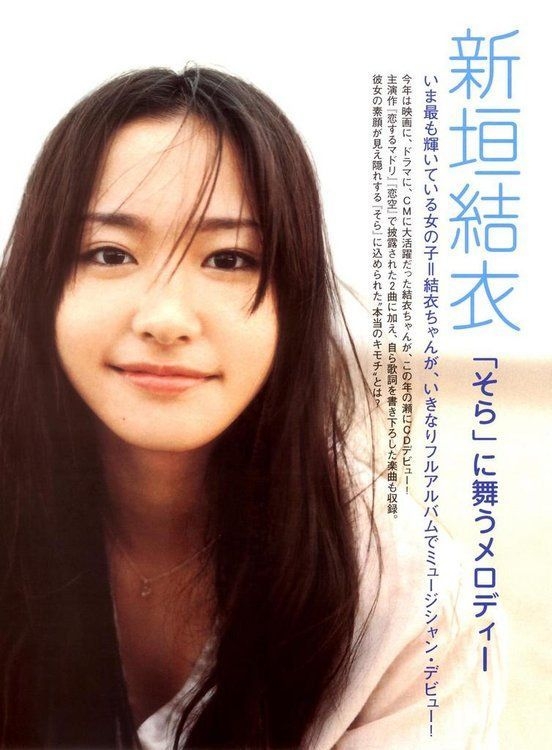 新垣結衣
「そら」に舞うメロディー
いま最も輝いている女の子＝結衣ちゃんが、いきなりフルアルバムでミュージシャン・デビュー！
今年は映画に、ドラマに、CMに大活躍だった結衣ちゃんが、この年の瀬にCDデビュー！
主演作『恋するマドリ』『恋空』で披露された2曲に加え、自ら歌詞を書き下ろした楽曲も収録。
彼女の素顔が見え隠れする『そら』に込められた“本当のキモチ”とは？